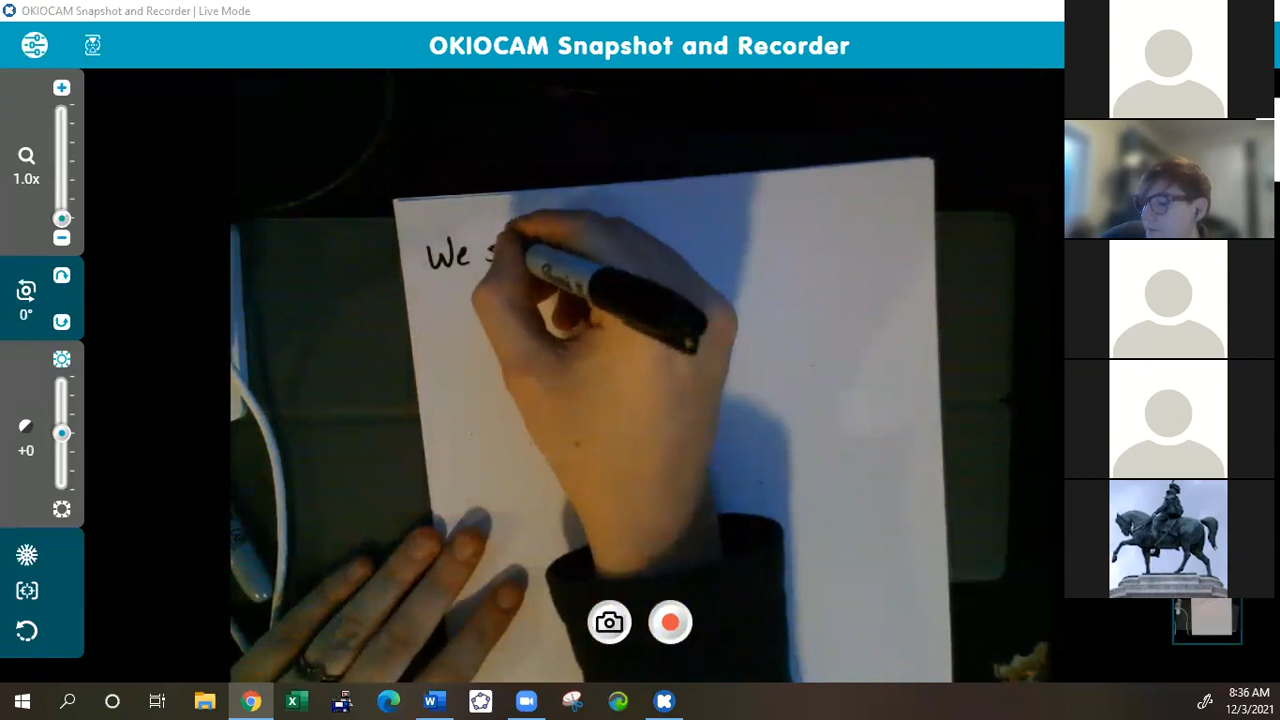 OKIOCAM Snapshot and Recorder | Live Mode
OKIOCAM Snapshot and Recorder
1.0x
0°
+0
We
8:36 AM
12/3/2021